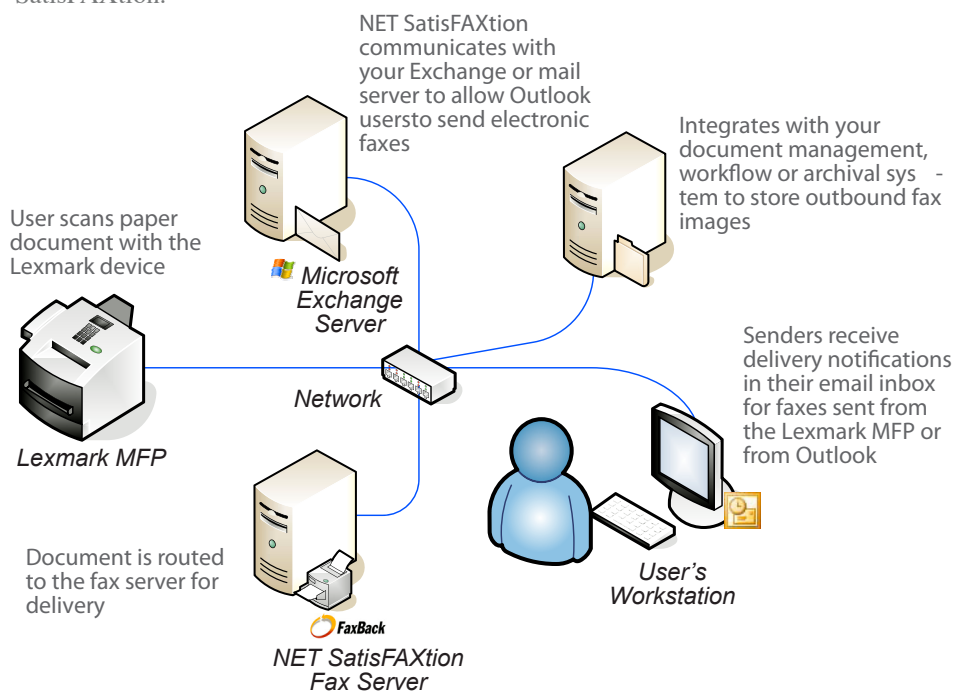 SatisFAXtion.
NET SatisFAXtion
communicates with
your Exchange or mail
server to allow Outlook
usersto send electronic
faxes
Integrates with your
document management,
workflow or archival sys -
tem to store outbound fax
images
User scans paper
document with the
Lexmark device
Microsoft
Exchange
Server
Senders receive
delivery notifications
in their email inbox
for faxes sent from
the Lexmark MFP or
from Outlook
Network
Lexmark MFP
Document is routed
to the fax server for
delivery
User's
Workstation
FaxBack
NET SatisFAXtion
Fax Server